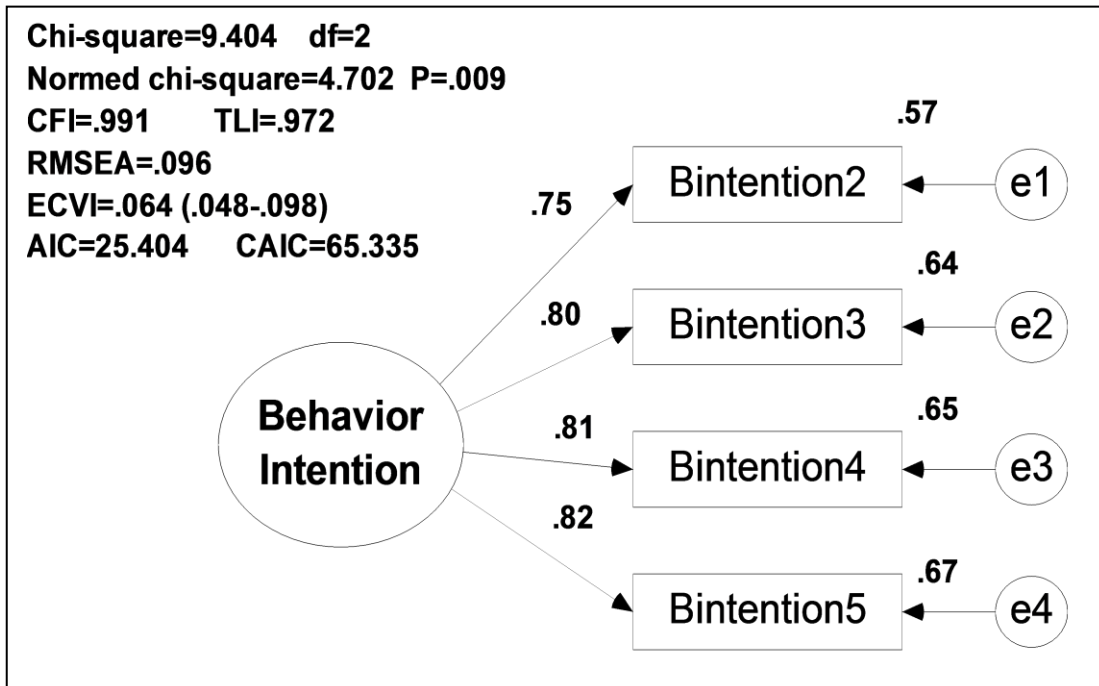 Chi-square=9.404 df=2
Normed chi-square=4.702 P=.009
CFI=.991 TLI=.972
RMSEA=.096
ECVI=.064 (.048-.098)
AIC=25.404 CAIC=65.335
.57
Bintention2
e1
.75
.64
Bintention3
e2
.80
Behavior
Intention
.65
Bintention4
e3
.81
.67
Bintention5
e4
.82